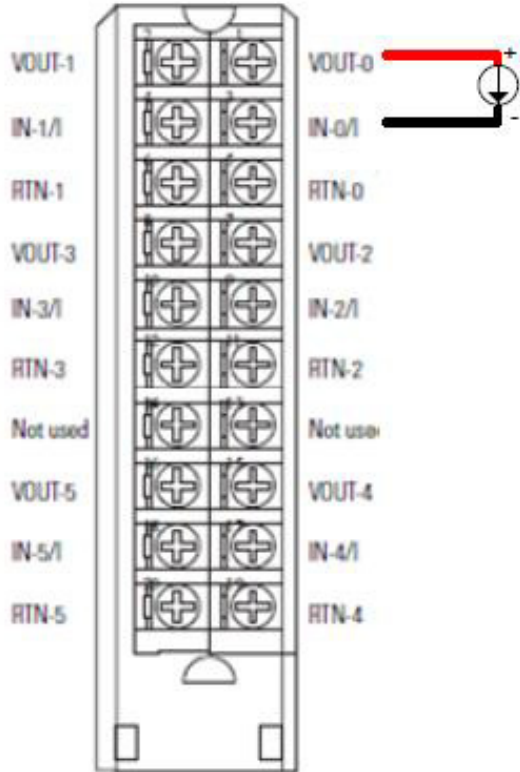 VOUT-1 VOUT-0 +
IN-1/I IN-0/I -
RTN-1 RTN-0
VOUT-3 VOUT-2
IN-3/I IN-2/I
RTN-3 RTN-2
Not used Not use
VOUT-5 VOUT-4
IN-5/I IN-4/I
RTN-5 RTN-4